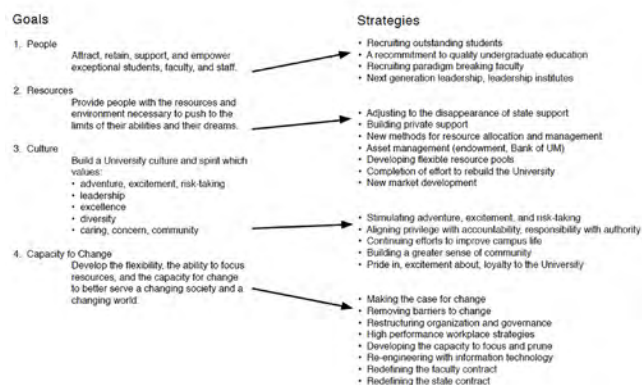 Goals
1. People
Attract, retain, support, and empower
exceptional students, faculty, and staff.
2. Resources
Provide people with the resources and
environment necessary to push to the
limits of their abilities and their dreams.
3. Culture
Build a University culture and spirit which
values:
• adventure, excitement, risk-taking
• leadership
• excellence
• diversity
• caring, concern, community
4. Capacity to Change
Develop the flexibility, the ability to focus
resources, and the capacity for change
to better serve a changing society and a
changing world.
Strategies
• Recruiting outstanding students
• A recommitment to quality undergraduate education
• Recruiting paradigm breaking faculty
• Next generation leadership, leadership institutes
• Adjusting to the disappearance of state support
• Building private support
• New methods for resource allocation and management
• Asset management (endowment, Bank of UM)
• Developing flexible resource pools
• Completion of effort to rebuild the University
• New market development
• Stimulating adventure, excitement, and risk-taking
• Aligning privilege with accountability, responsibility with authority
• Continuing efforts to improve campus life
• Building a greater sense of community
• Pride in, excitement about, loyalty to the University
• Making the case for change
• Removing barriers to change
• Restructuring organization and governance
• High performance workplace strategies
• Developing the capacity to focus and prune
• Re-engineering with information technology
• Redefining the faculty contract
• Redefining the state contract